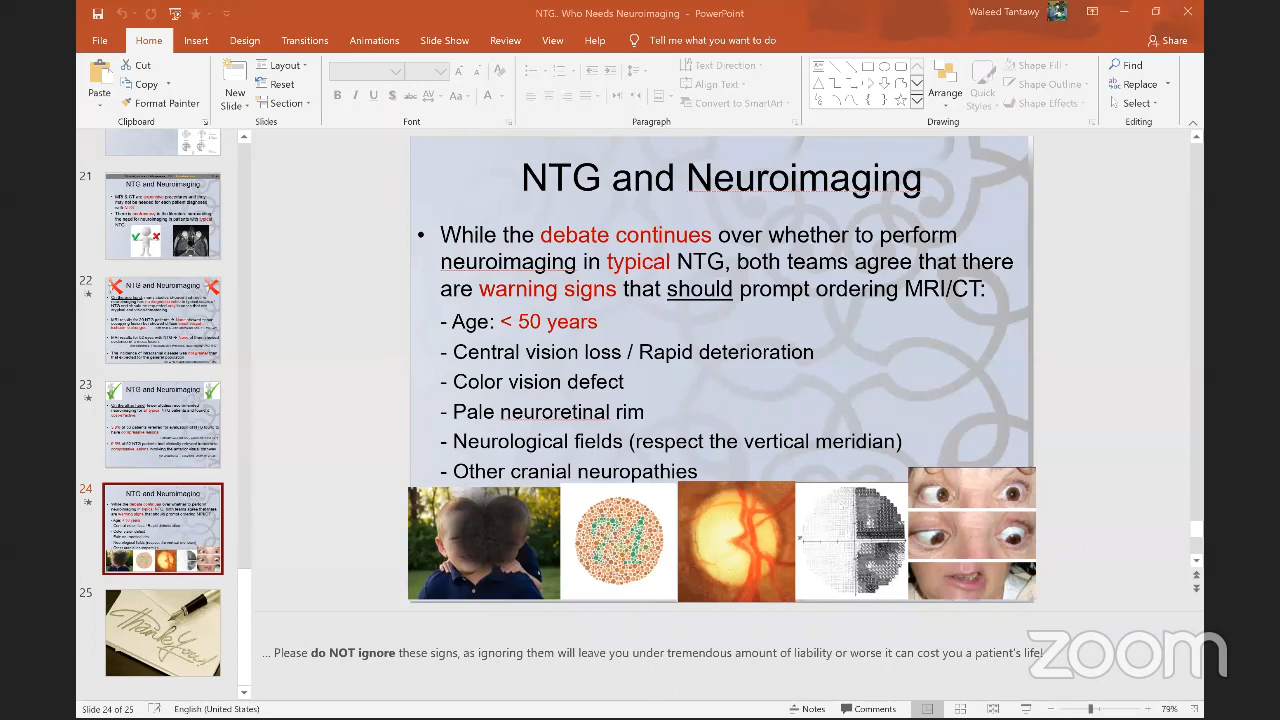 NTG.. Who Needs Neuroimaging - PowerPoint
Waleed Tantawy
File Home Insert Design Transitions Animations Slide Show Review View Help Tell me what you want to do Share
Paste
Cut
Copy
Format Painter
Clipboard
New Slide
Layout
Reset
Section
Slides
Font
Text Direction
Align Text
Convert to SmartArt
Paragraph
Arrange
Quick Styles
Shape Fill
Shape Outline
Shape Effects
Drawing
Find
Replace
Select
Editing
21
NTG and Neuroimaging
22
NTG and Neuroimaging
23
NTG and Neuroimaging
24
NTG and Neuroimaging
25
Thank You!
NTG and Neuroimaging
• While the debate continues over whether to perform
neuroimaging in typical NTG, both teams agree that there
are warning signs that should prompt ordering MRI/CT:
- Age: < 50 years
- Central vision loss / Rapid deterioration
- Color vision defect
- Pale neuroretinal rim
- Neurological fields (respect the vertical meridian)
- Other cranial neuropathies
... Please do NOT ignore these signs, as ignoring them will leave you under tremendous amount of liability or worse it can cost you a patient's life!
zoom
Slide 24 of 25 English (United States) Notes Comments 79%